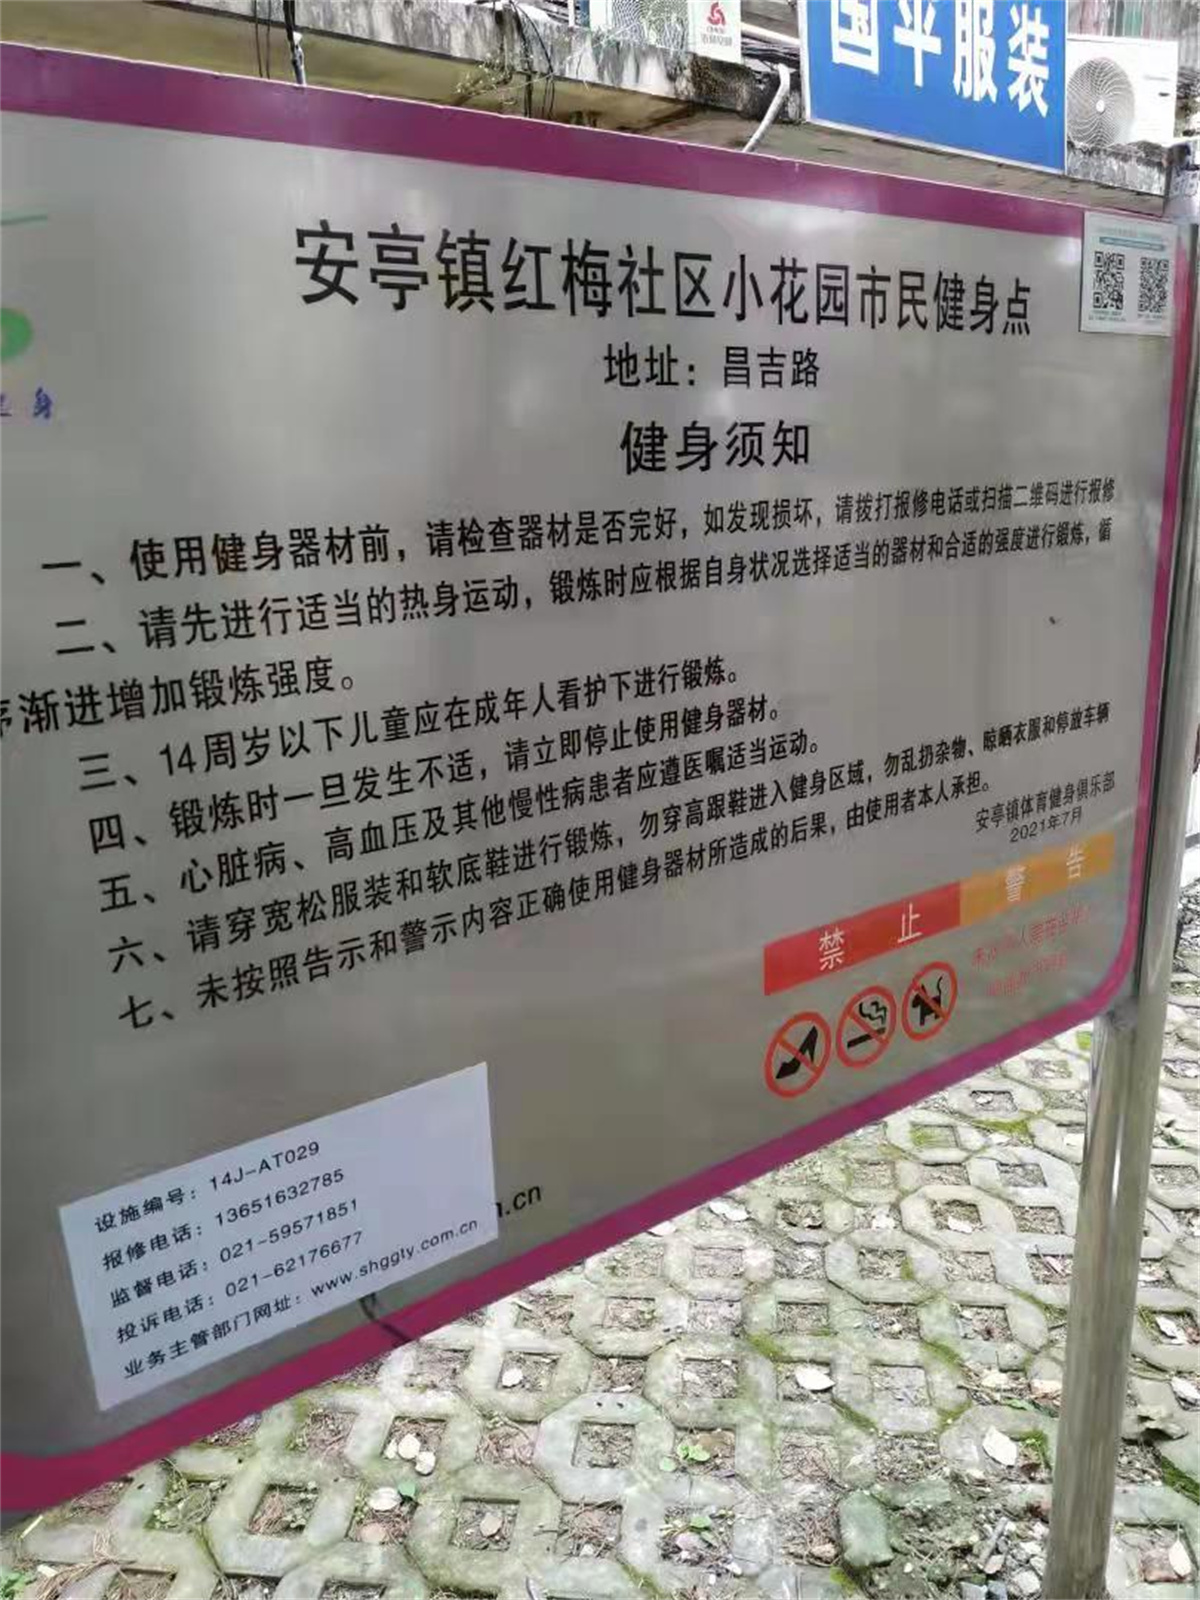 国平服装
安亭镇红梅社区小花园市民健身点
地址：昌吉路
健身须知
身
一、使用健身器材前，请检查器材是否完好，如发现损坏，请拨打报修电话或扫描二维码进行报修
二、请先进行适当的热身运动，锻炼时应根据自身状况选择适当的器材和合适的强度进行锻炼，循
序渐进增加锻炼强度。
三、14周岁以下儿童应在成年人看护下进行锻炼。
四、锻炼时一旦发生不适，请立即停止使用健身器材。
五、心脏病、高血压及其他慢性病患者应遵医嘱适当运动。
六、请穿宽松服装和软底鞋进行锻炼，勿穿高跟鞋进入健身区域，勿乱扔杂物、晾晒衣服和停放车辆
七、未按照告示和警示内容正确使用健身器材所造成的后果，由使用者本人承担。
安亭镇体育健身俱乐部
2021年7月
禁止
警告
设施编号：14J-AT029
报修电话：13651632785
监督电话：021-59571851
投诉电话：021-62176677
业务主管部门网址：www.shggty.com.cn
.cn